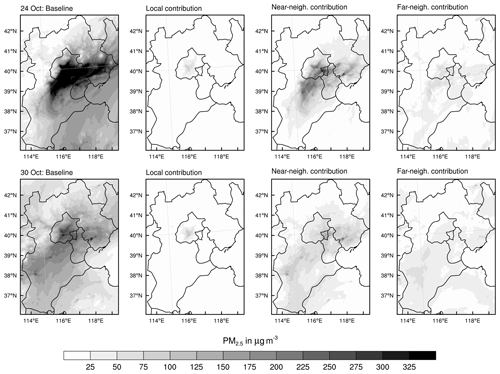 24 Oct: Baseline
Local contribution
Near-neigh. contribution
Far-neigh. contribution
42°N
41°N
40°N
39°N
38°N
37°N
42°N
41°N
40°N
39°N
38°N
37°N
42°N
41°N
40°N
39°N
38°N
37°N
42°N
41°N
40°N
39°N
38°N
37°N
114°E 116°E 118°E
114°E 116°E 118°E
114°E 116°E 118°E
114°E 116°E 118°E
30 Oct: Baseline
Local contribution
Near-neigh. contribution
Far-neigh. contribution
42°N
41°N
40°N
39°N
38°N
37°N
42°N
41°N
40°N
39°N
38°N
37°N
42°N
41°N
40°N
39°N
38°N
37°N
42°N
41°N
40°N
39°N
38°N
37°N
114°E 116°E 118°E
114°E 116°E 118°E
114°E 116°E 118°E
114°E 116°E 118°E
PM2.5 in µg m-3
25 50 75 100 125 150 175 200 225 250 275 300 325